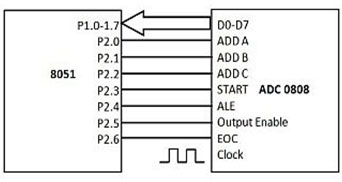 P1.0-1.7 D0-D7
P2.0 ADD A
P2.1 ADD B
8051 P2.2 ADD C
P2.3 START ADC 0808
P2.4 ALE
P2.5 Output Enable
P2.6 EOC
Clock